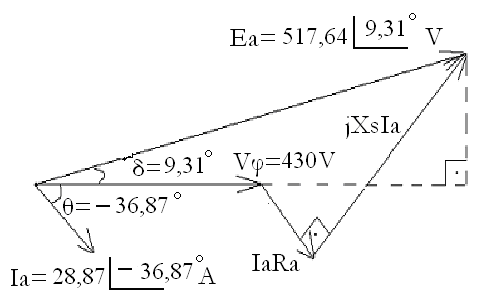 Ea= 517,64 9,31° V
jXsIa
δ=9,31°
Vφ=430V
θ=−36,87°
IaRa
Ia= 28,87 −36,87°A